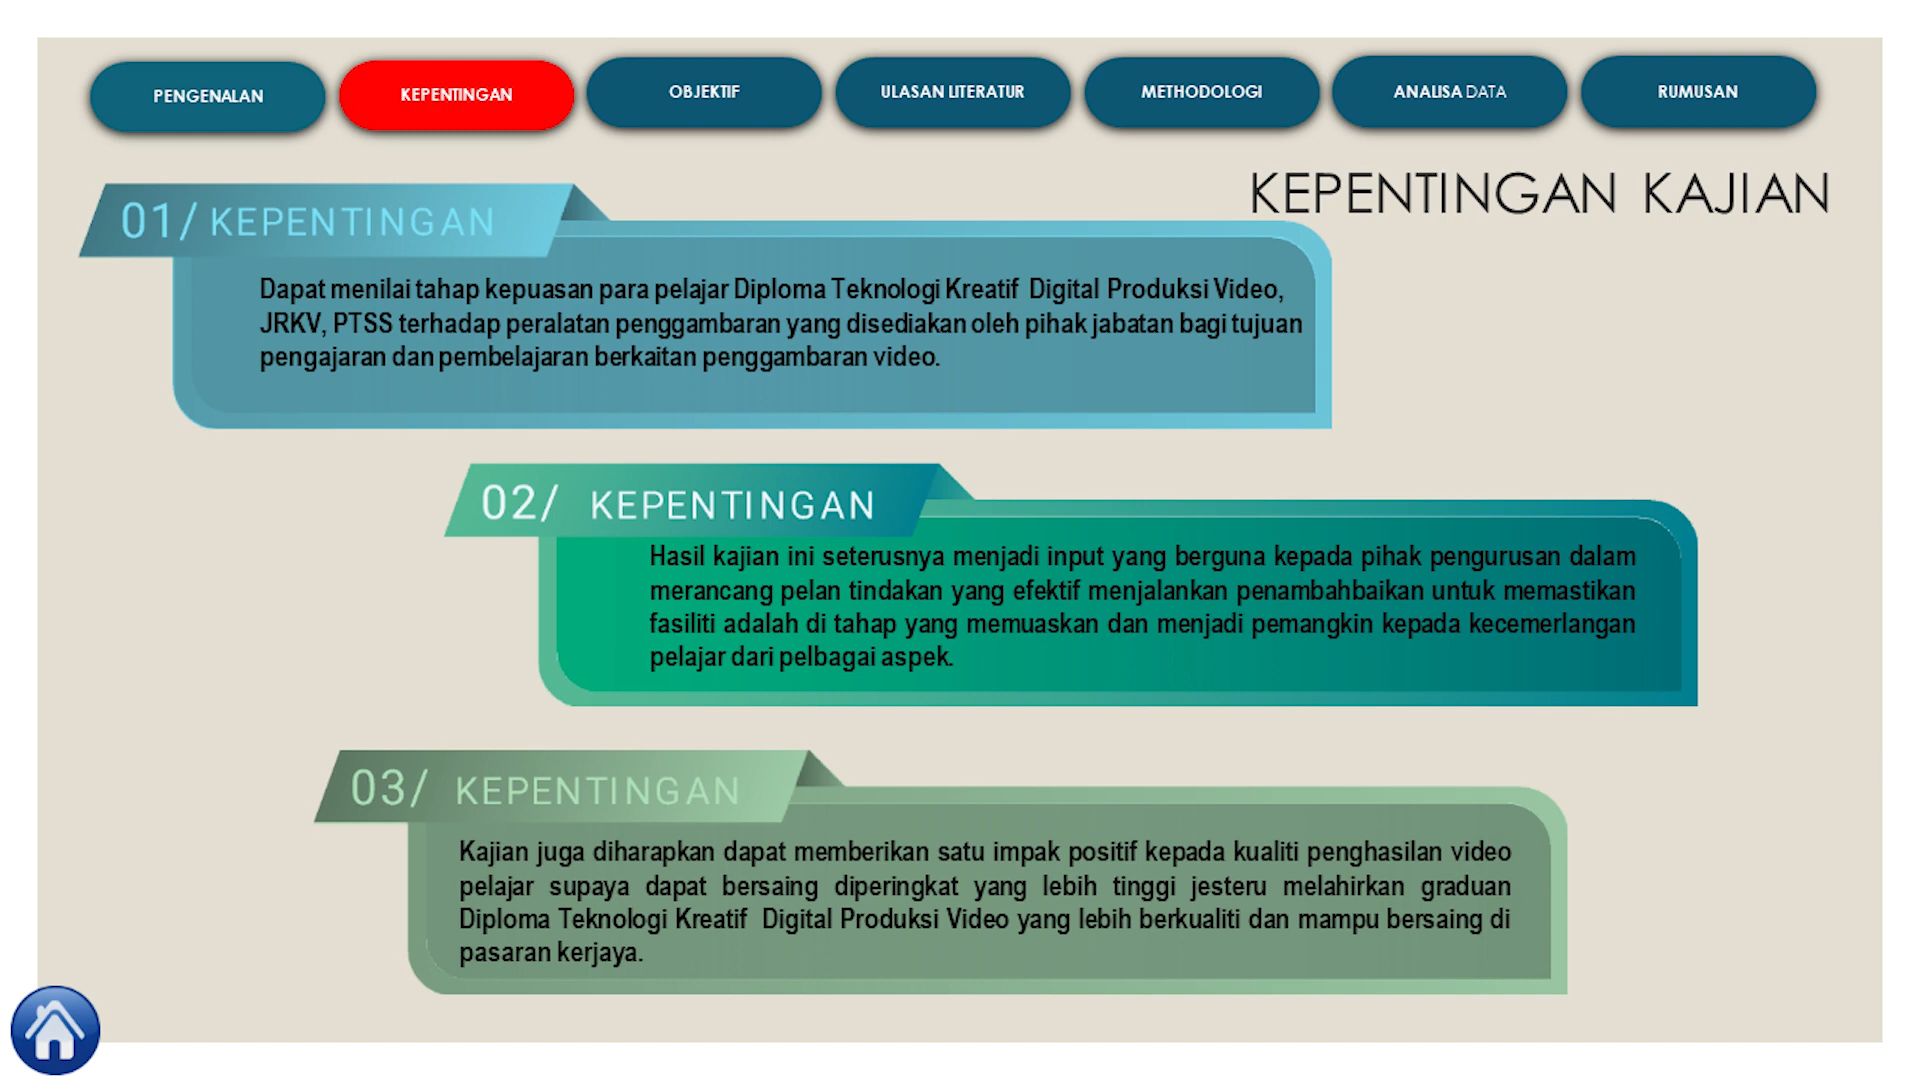 PENGENALAN
KEPENTINGAN
OBJEKTIF
ULASAN LITERATUR
METHODOLOGI
ANALISA DATA
RUMUSAN
KEPENTINGAN KAJIAN
01/ KEPENTINGAN
Dapat menilai tahap kepuasan para pelajar Diploma Teknologi Kreatif Digital Produksi Video,
JRKV, PTSS terhadap peralatan penggambaran yang disediakan oleh pihak jabatan bagi tujuan
pengajaran dan pembelajaran berkaitan penggambaran video.
02/ KEPENTINGAN
Hasil kajian ini seterusnya menjadi input yang berguna kepada pihak pengurusan dalam
merancang pelan tindakan yang efektif menjalankan penambahbaikan untuk memastikan
fasiliti adalah di tahap yang memuaskan dan menjadi pemangkin kepada kecemerlangan
pelajar dari pelbagai aspek.
03/ KEPENTINGAN
Kajian juga diharapkan dapat memberikan satu impak positif kepada kualiti penghasilan video
pelajar supaya dapat bersaing diperingkat yang lebih tinggi jesteru melahirkan graduan
Diploma Teknologi Kreatif Digital Produksi Video yang lebih berkualiti dan mampu bersaing di
pasaran kerjaya.